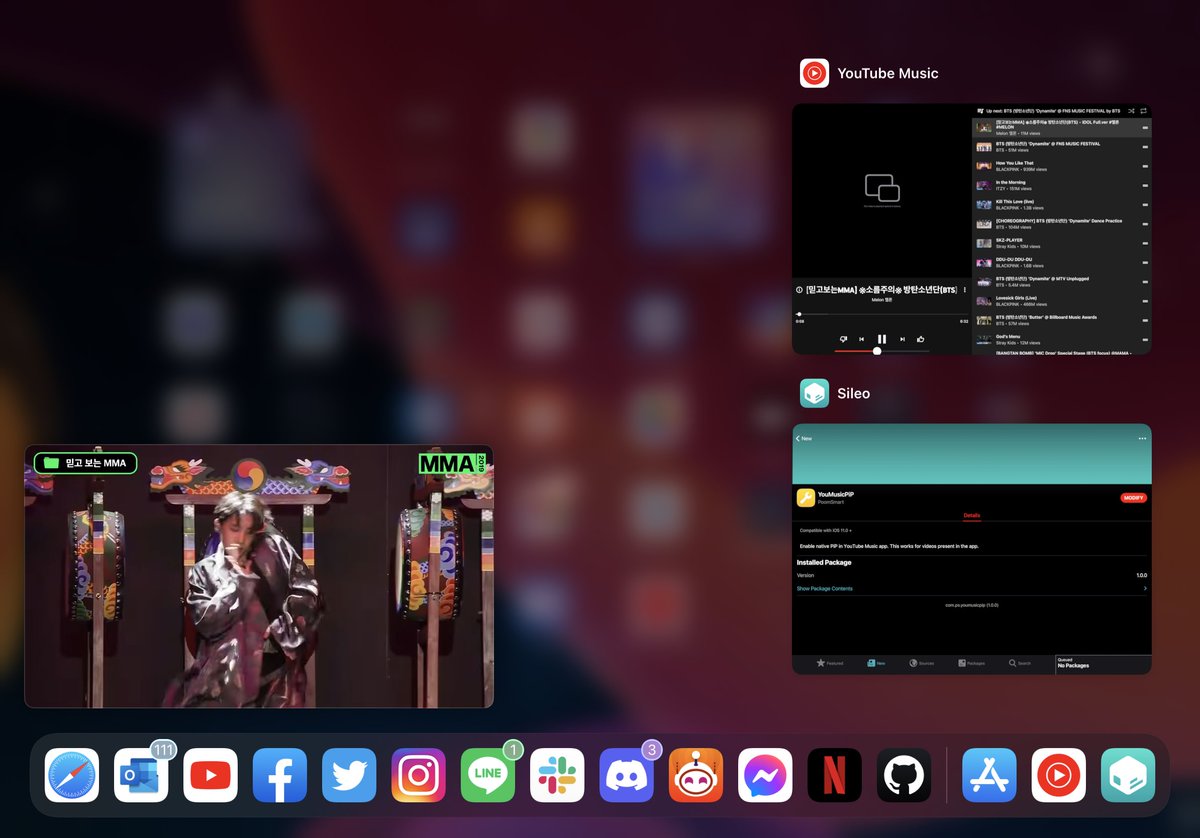 YouTube Music
Up next: BTS (방탄소년단) 'Dynamite' @ FNS MUSIC FESTIVAL by BTS
[믿고보는MMA] ※소름주의※ 방탄소년단(BTS) - IDOL Full.ver #멜론
#MELON
Melon 멜론 • 11M views
BTS (방탄소년단) 'Dynamite' @ FNS MUSIC FESTIVAL
BTS • 51M views
How You Like That
BLACKPINK • 939M views
In the Morning
ITZY • 151M views
Kill This Love (live)
BLACKPINK • 1.3B views
[CHOREOGRAPHY] BTS (방탄소년단) 'Dynamite' Dance Practice
BTS • 104M views
SKZ-PLAYER
Stray Kids • 10M views
DDU-DU DDU-DU
BLACKPINK • 1.6B views
BTS (방탄소년단) 'Dynamite' @ MTV Unplugged
BTS • 5.4M views
Lovesick Girls (Live)
BLACKPINK • 466M views
BTS (방탄소년단) 'Butter' @ Billboard Music Awards
BTS • 57M views
God's Menu
Stray Kids • 12M views
[BANGTAN BOMB] 'MIC Drop' Special Stage (BTS focus) @MAMA -
[믿고보는MMA] ※소름주의※ 방탄소년단(BTS)
Melon 멜론
0:08
0:52
Sileo
New
YouMusicPiP
PoomSmart
MODIFY
Details
Compatible with iOS 11.0 +
Enable native PiP in YouTube Music app. This works for videos present in the app.
Installed Package
Version
1.0.0
Show Package Contents
com.ps.youmusicpip (1.0.0)
Featured
New
Sources
Packages
Search
Queued
No Packages
믿고 보는 MMA
MMA 2019
111
1
3
LINE